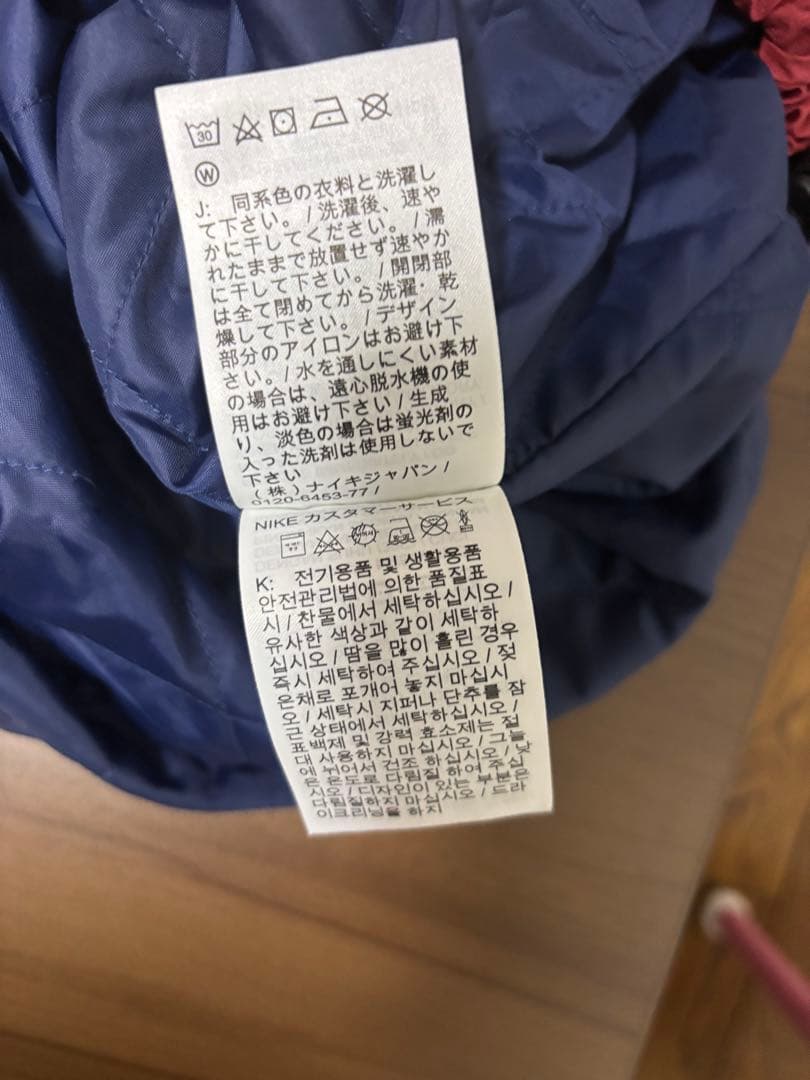 30
W
J: 同系色の衣料と洗濯し
て下さい。/洗濯後、速や
かに干してください。/濡
れたままで放置せず速やか
に干して下さい。/開閉部
は全て閉めてから洗濯・乾
燥して下さい。/デザイン
部分のアイロンはお避け下
さい。/水を通しにくい素材
の場合は、遠心脱水機の使
用はお避け下さい/生成
り、淡色の場合は蛍光剤の
入った洗剤は使用しないで
下さい
(株)ナイキジャパン/
0120-6453-77/
NIKE カスタマーサービス
K: 전기용품 및 생활용품
안전관리법에 의한 품질표
시/찬물에서 세탁하십시오/
유사한 색상과 같이 세탁하
십시오/땀을 많이 흘린 경우
즉시 세탁하여 주십시오/젖
은채로 포개어 놓지 마십시
오/세탁시 지퍼나 단추를 잠
근 상태에서 세탁하십시오/
표백제 및 강력 효소제는 절
대 사용하지 마십시오/그늘
에 뉘어서 건조 하십시오/낮
은 온도로 다림질 하여 주십
시오/디자인이 있는 부분은
다림질하지 마십시오/드라
이크리닝을 하지